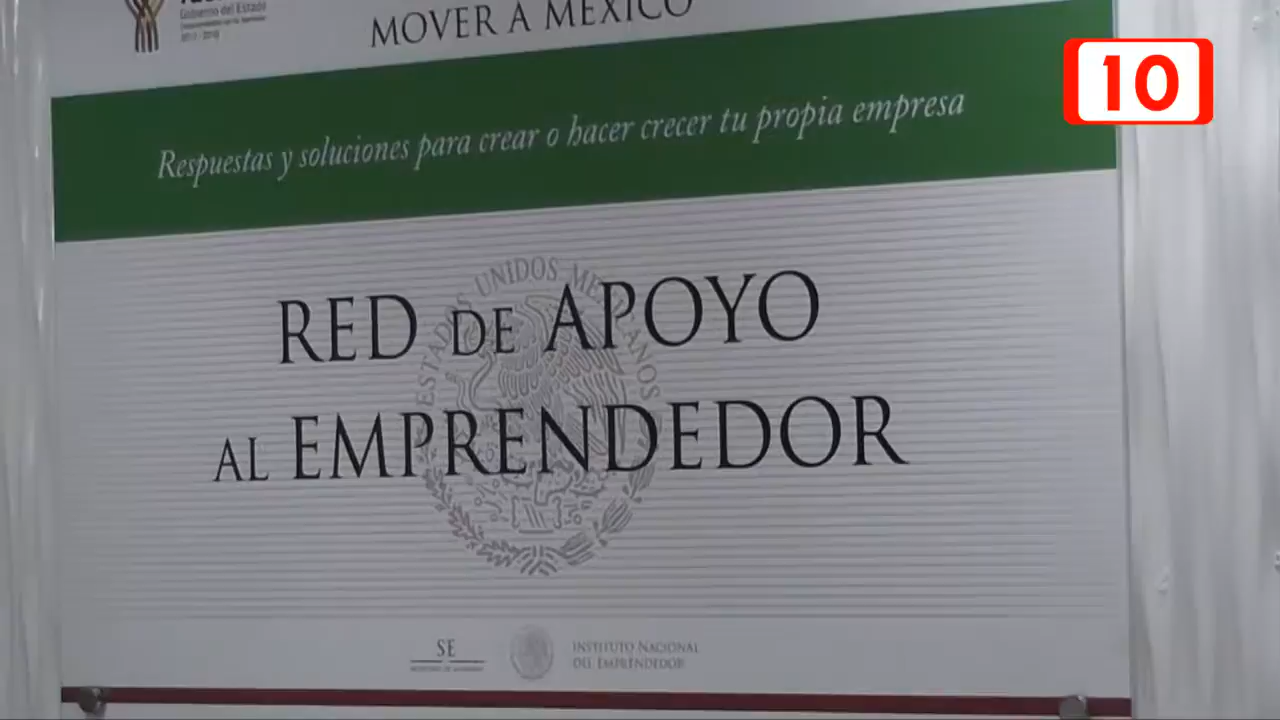 Gobierno del Estado
MOVER A MÉXICO
10
Respuestas y soluciones para crear o hacer crecer tu propia empresa
ESTADOS UNIDOS MEXICANOS
RED DE APOYO
AL EMPRENDEDOR
SE
INSTITUTO NACIONAL
DEL EMPRENDEDOR